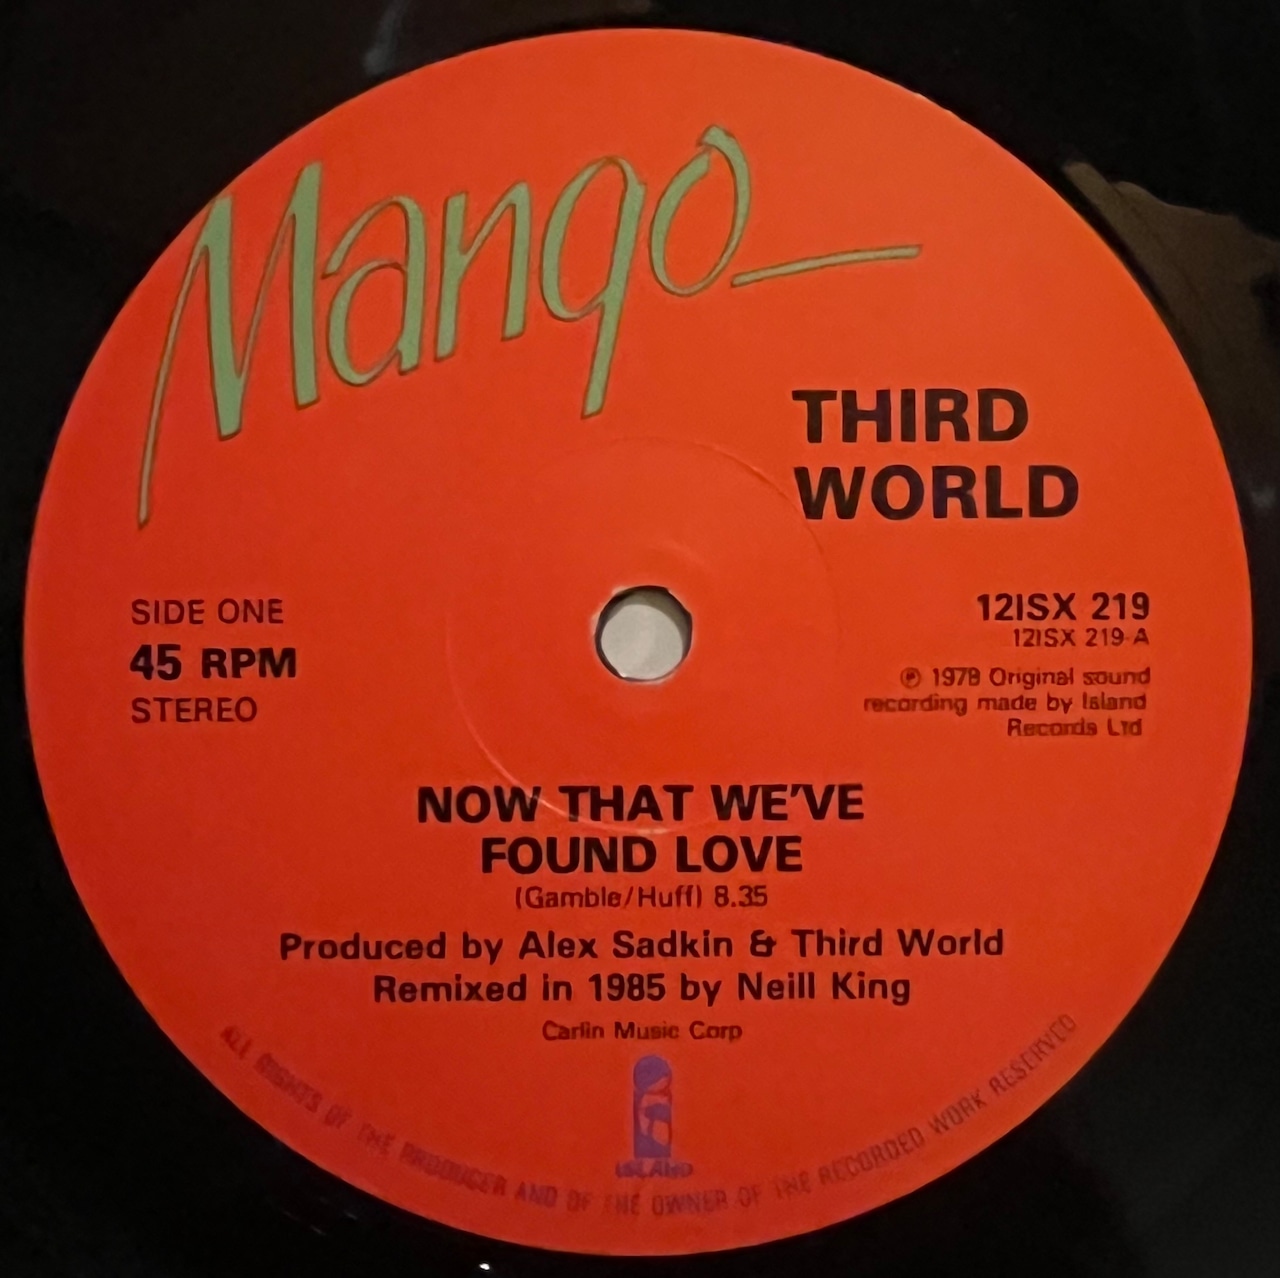 Mango
THIRD
WORLD
SIDE ONE
45 RPM
STEREO
12ISX 219
12ISX 219-A
℗ 1978 Original sound
recording made by Island
Records Ltd
NOW THAT WE'VE
FOUND LOVE
(Gamble/Huff) 8.35
Produced by Alex Sadkin & Third World
Remixed in 1985 by Neill King
Carlin Music Corp
ISLAND
ALL RIGHTS OF THE PRODUCER AND OF THE OWNER OF THE RECORDED WORK RESERVED